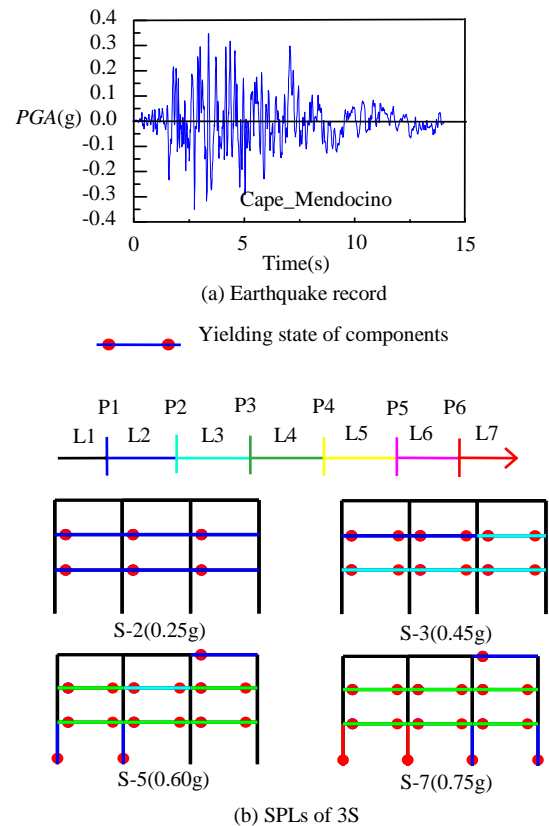 0.4
0.3
0.2
0.1
PGA(g) 0.0
-0.1
-0.2
-0.3
-0.4
Cape_Mendocino
0 5 10 15
Time(s)
(a) Earthquake record
Yielding state of components
P1 P2 P3 P4 P5 P6
L1 L2 L3 L4 L5 L6 L7
S-2(0.25g) S-3(0.45g)
S-5(0.60g) S-7(0.75g)
(b) SPLs of 3S